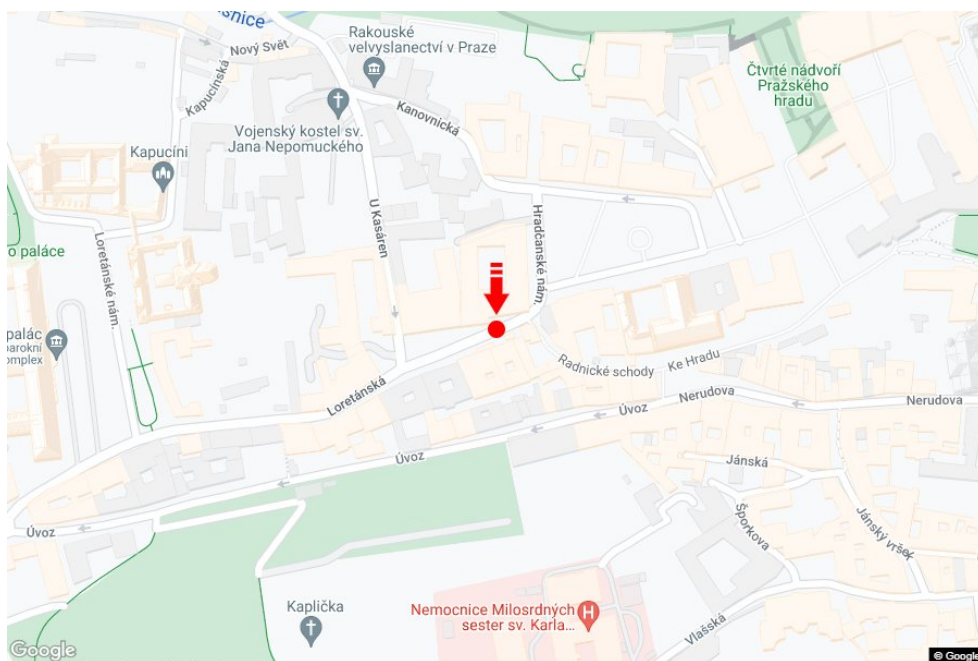 Nový Svět
Rakouské
velvyslanectví v Praze
Kapucínská
Vojenský kostel sv.
Jana Nepomuckého
Kanovnická
Čtvrté nádvoří
Pražského
hradu
Kapucíni
U Kasáren
Hradčanské nám.
o paláce
Loretánské nám.
palác
barokní
omplex
Loretánská
Radnické schody
Ke Hradu
Nerudova
Úvoz
Nerudova
Úvoz
Jánská
Úvoz
Šporkova
Jánský vršek
Kaplička
Nemocnice Milosrdných
sester sv. Karla...
H
Vlašská
Google
© Google